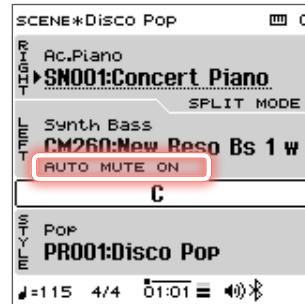 SCENE*Disco Pop
RIGHT
Ac.Piano
SN001:Concert Piano
SPLIT MODE
LEFT
Synth Bass
CM260:New Reso Bs 1 w
AUTO MUTE ON
C
STYLE
Pop
PR001:Disco Pop
♩=115 4/4 01:01